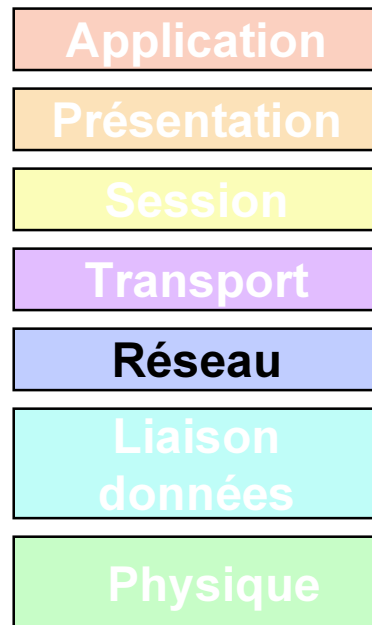 Application
Présentation
Session
Transport
Réseau
Liaison
données
Physique